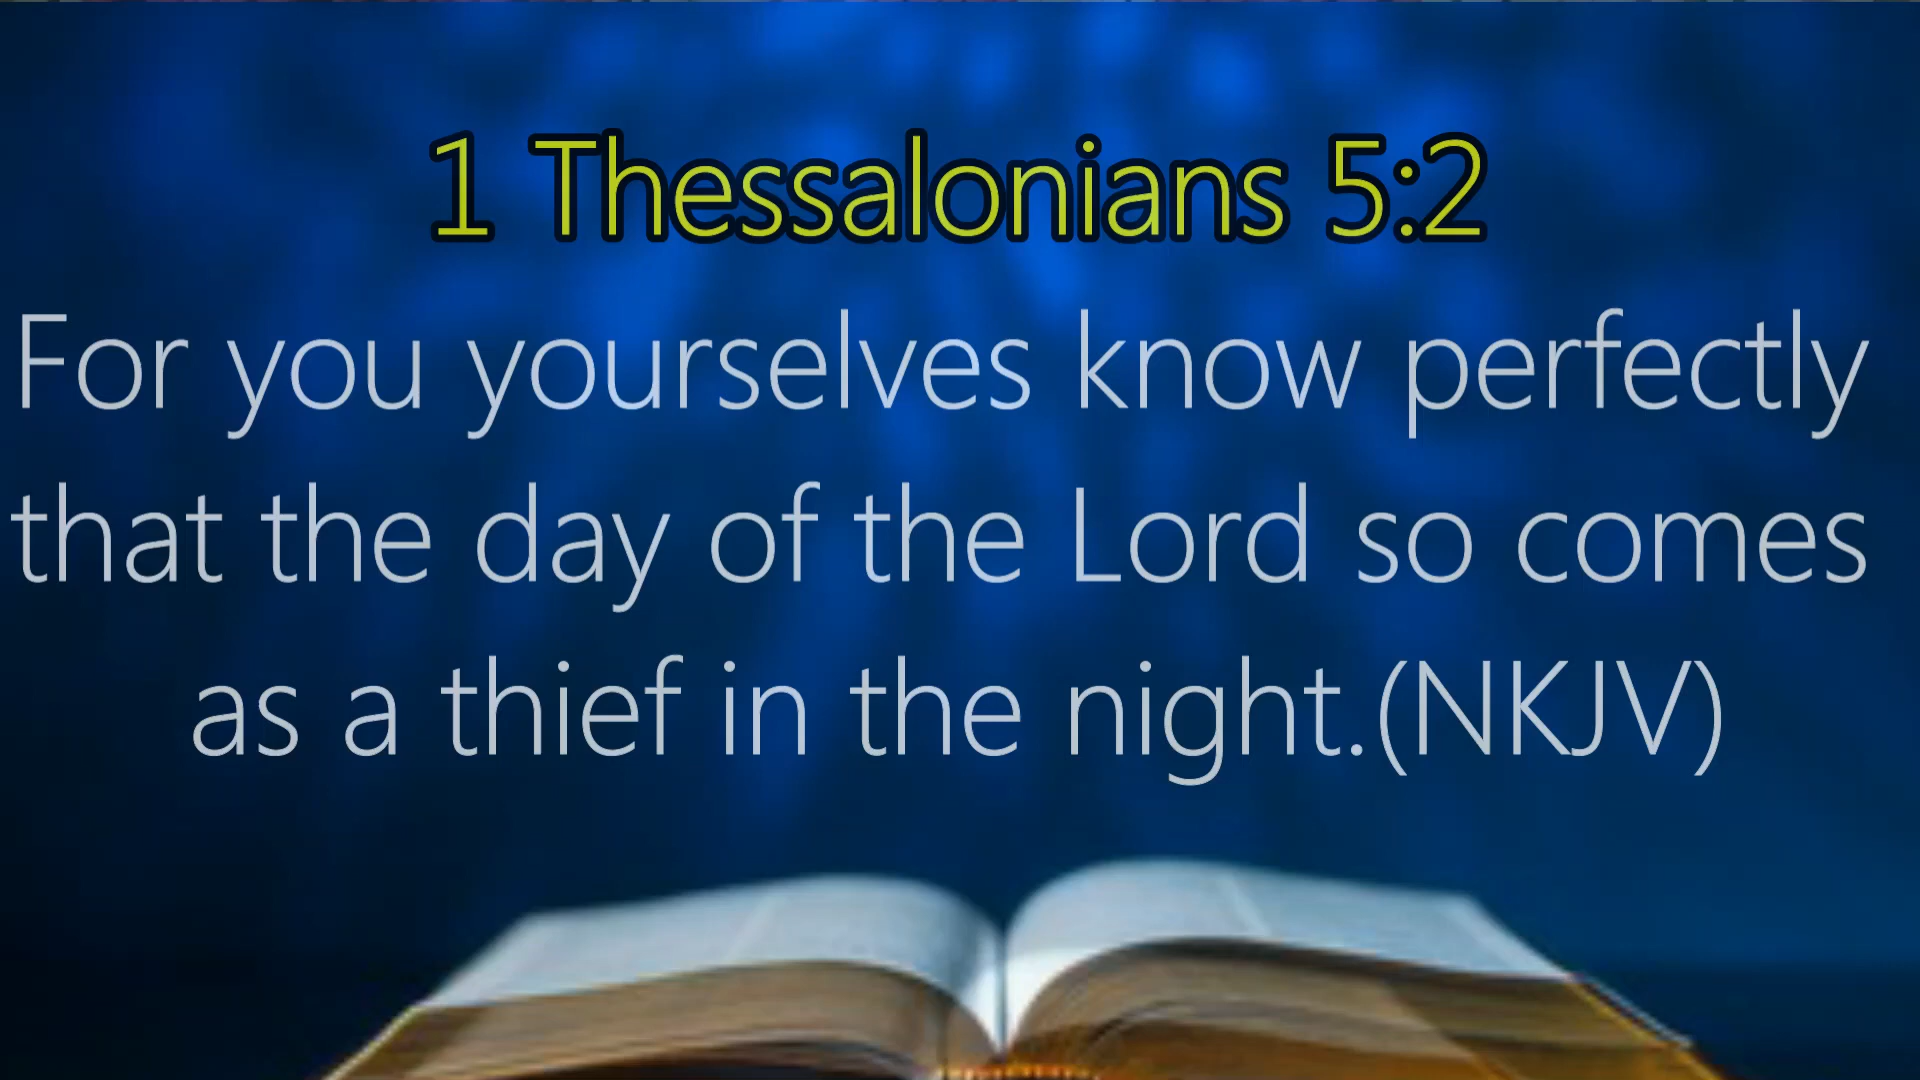 1 Thessalonians 5:2
For you yourselves know perfectly
that the day of the Lord so comes
as a thief in the night.(NKJV)